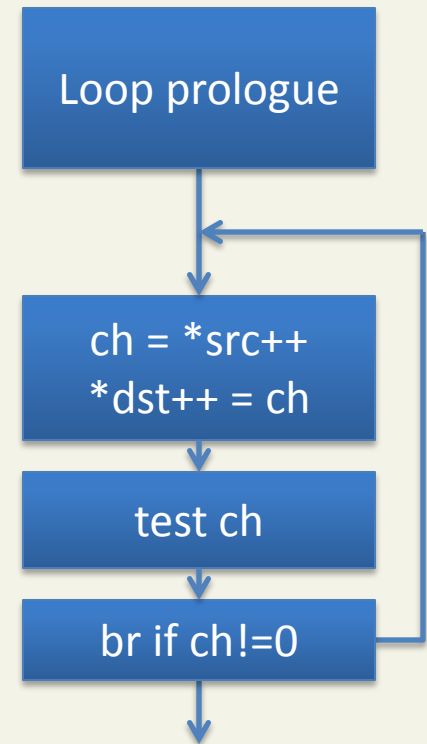 Loop prologue
ch = *src++
*dst++ = ch
test ch
br if ch!=0